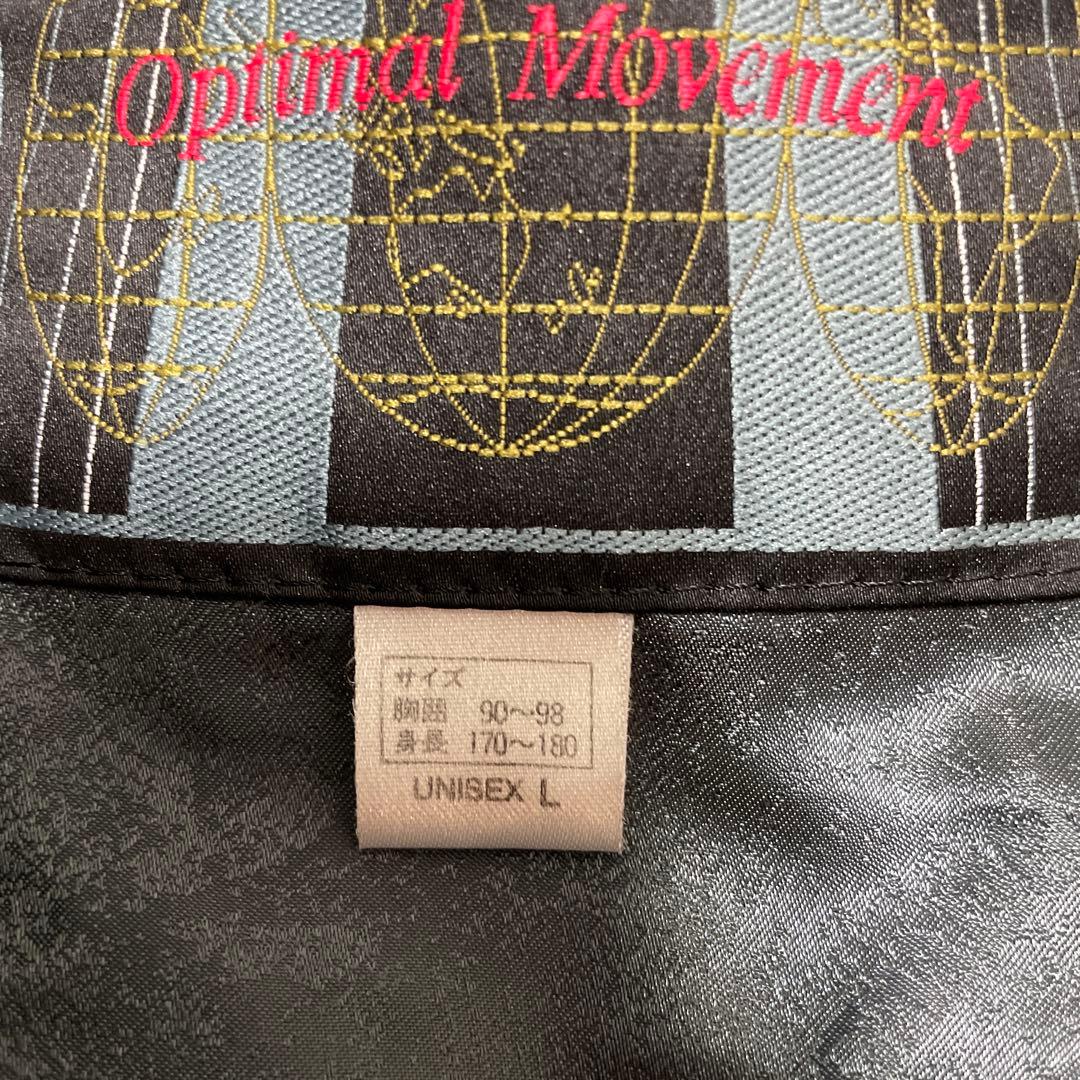 Optimal Movement
サイズ
胸囲 90～98
身長 170～180
UNISEX L